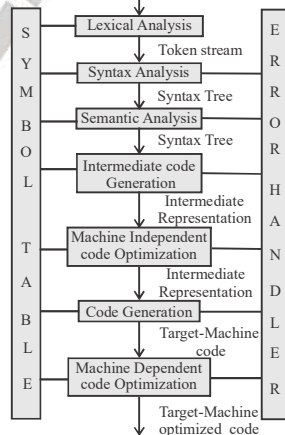 Lexical Analysis
Token stream
Syntax Analysis
Syntax Tree
Semantic Analysis
Syntax Tree
Intermediate code
Generation
Intermediate
Representation
Machine Independent
code Optimization
Intermediate
Representation
Code Generation
Target-Machine
code
Machine Dependent
code Optimization
Target-Machine
optimized code
S
Y
M
B
O
L
T
A
B
L
E
E
R
R
O
R
H
A
N
D
L
E
R